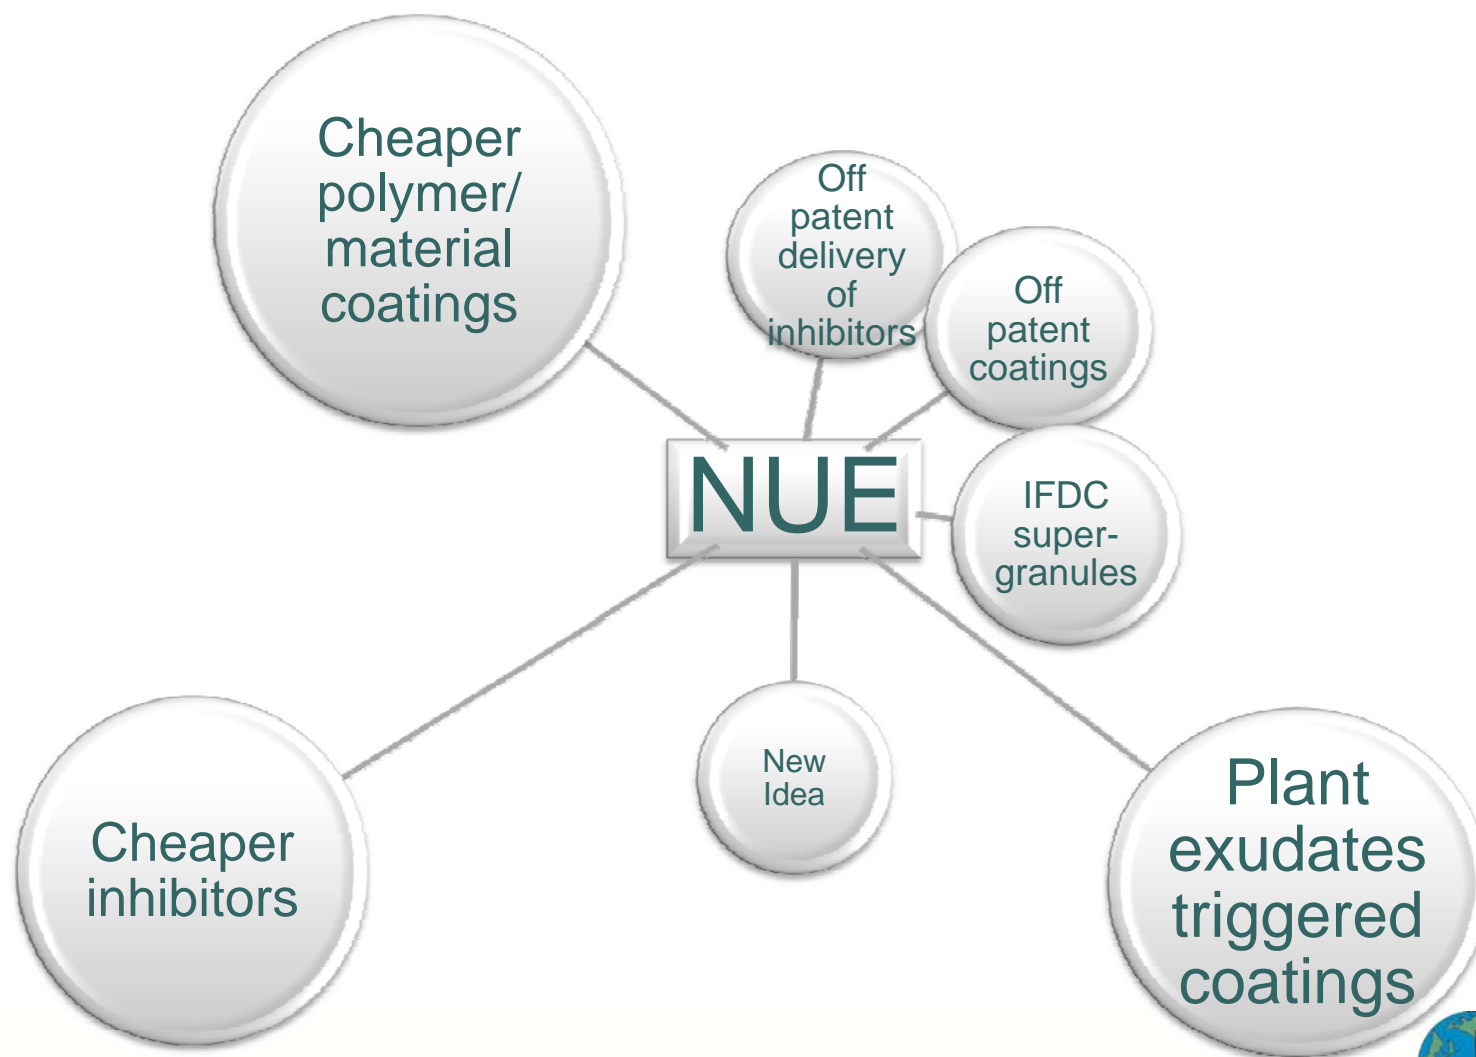 Cheaper
polymer/
material
coatings
Off
patent
delivery
of
inhibitors
Off
patent
coatings
NUE
IFDC
super-
granules
New
Idea
Cheaper
inhibitors
Plant
exudates
triggered
coatings